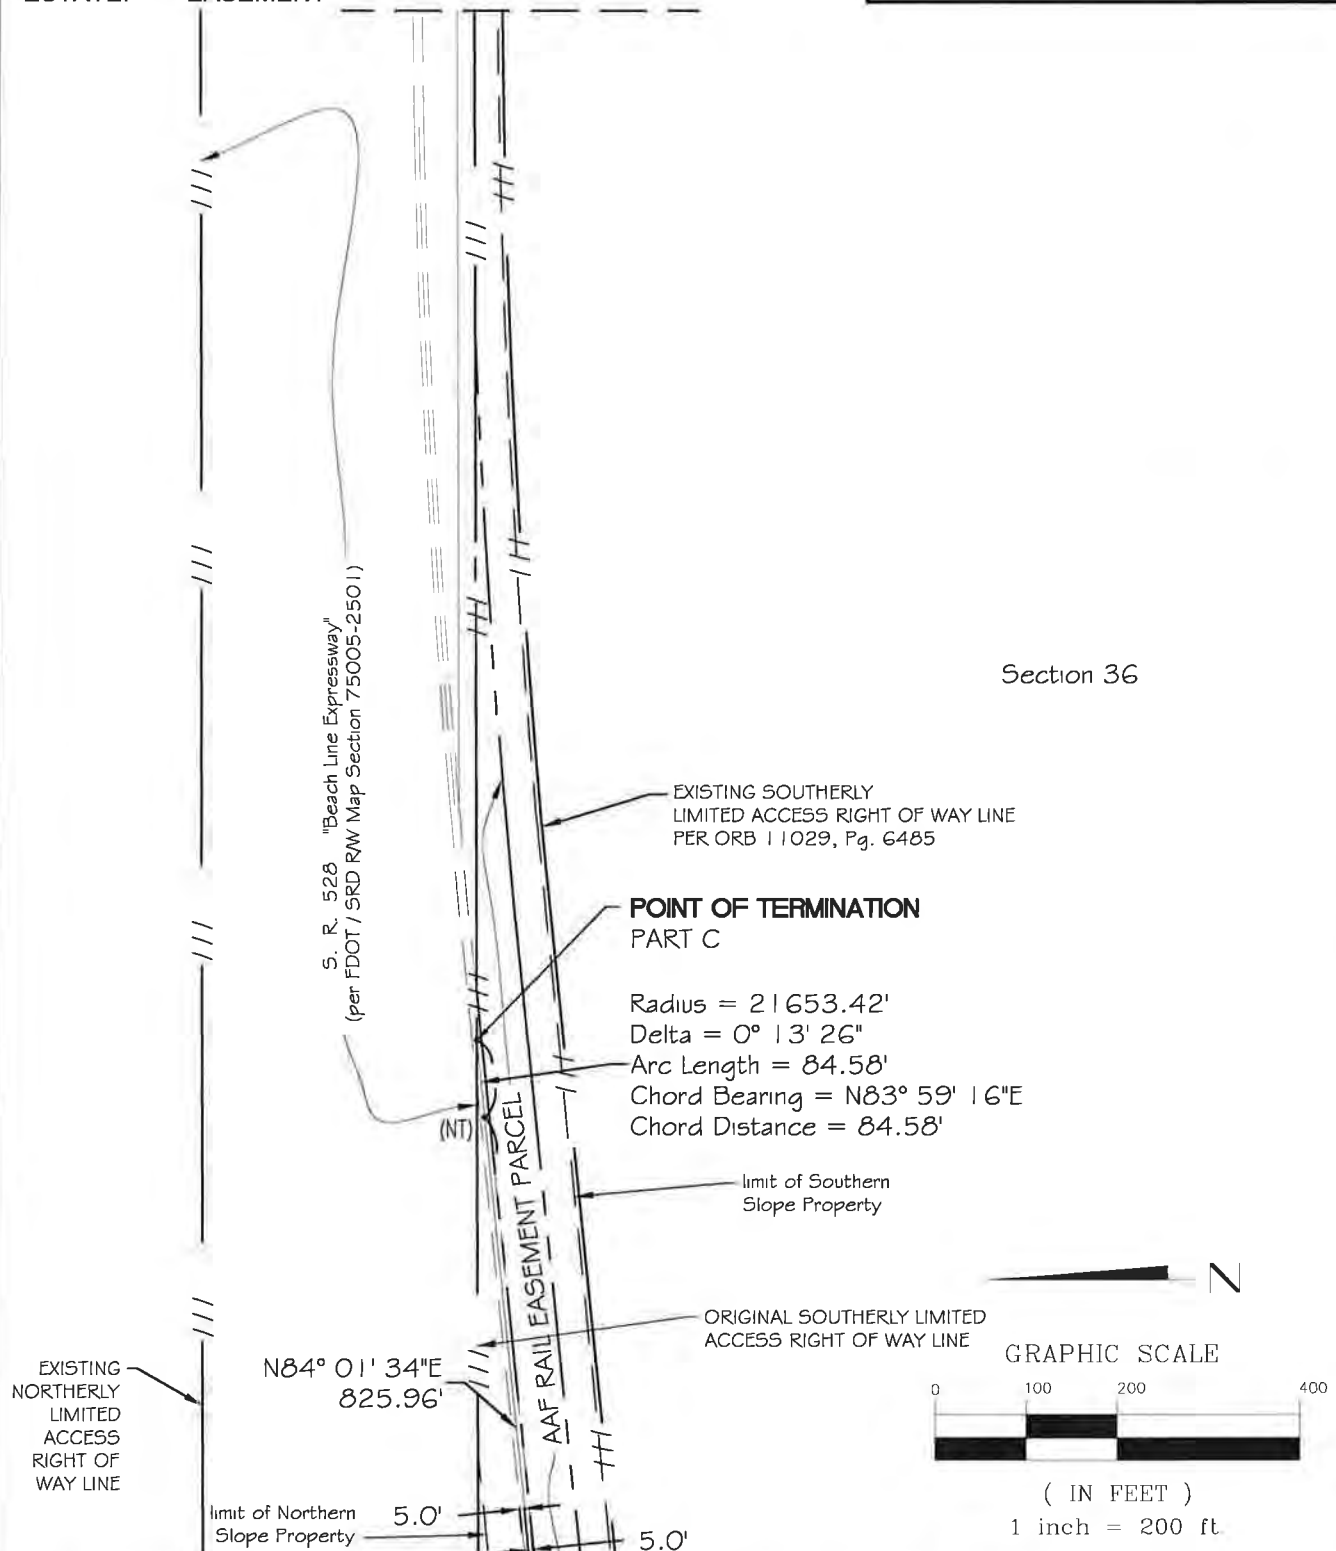 S. R. 528 "Beach Line Expressway"
(per FDOT / SRD R/W Map Section 75005-2501)
Section 36
EXISTING SOUTHERLY
LIMITED ACCESS RIGHT OF WAY LINE
PER ORB 11029, Pg. 6485
POINT OF TERMINATION
PART C
Radius = 21653.42'
Delta = 0° 13' 26"
Arc Length = 84.58'
Chord Bearing = N83° 59' 16"E
Chord Distance = 84.58'
(NT)
AAF RAIL EASEMENT PARCEL
limit of Southern
Slope Property
N
ORIGINAL SOUTHERLY LIMITED
ACCESS RIGHT OF WAY LINE
GRAPHIC SCALE
0 100 200 400
( IN FEET )
1 inch = 200 ft.
EXISTING
NORTHERLY
LIMITED
ACCESS
RIGHT OF
WAY LINE
N84° 01' 34"E
825.96'
limit of Northern
Slope Property
5.0'
5.0'